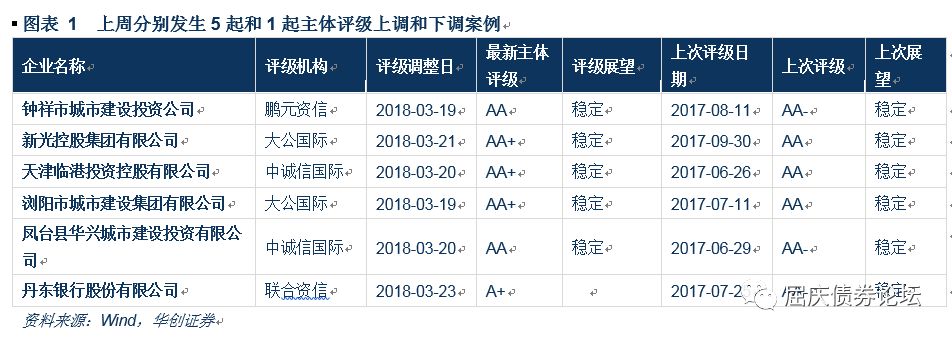 图表 1 上周分别发生 5 起和 1 起主体评级上调和下调案例
企业名称 评级机构 评级调整日 最新主体评级 评级展望 上次评级日期 上次评级 上次展望
钟祥市城市建设投资公司 鹏元资信 2018-03-19 AA 稳定 2017-08-11 AA- 稳定
新光控股集团有限公司 大公国际 2018-03-21 AA+ 稳定 2017-09-30 AA 稳定
天津临港投资控股有限公司 中诚信国际 2018-03-20 AA+ 稳定 2017-06-26 AA 稳定
浏阳市城市建设集团有限公司 大公国际 2018-03-19 AA+ 稳定 2017-07-11 AA 稳定
凤台县华兴城市建设投资有限公司 中诚信国际 2018-03-20 AA 稳定 2017-06-29 AA- 稳定
丹东银行股份有限公司 联合资信 2018-03-23 A+ 稳定
资料来源：Wind，华创证券
屈庆债券论坛